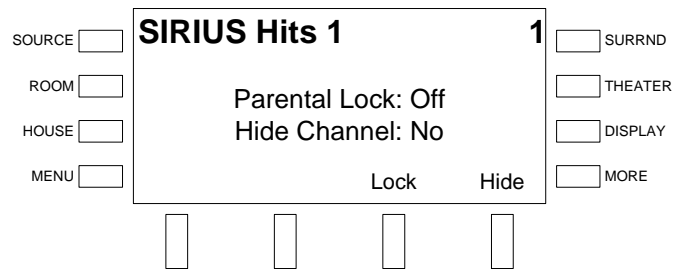 SIRIUS Hits 1 1
SOURCE
SURRND
ROOM
THEATER
Parental Lock: Off
HOUSE
Hide Channel: No
DISPLAY
MENU
Lock Hide
MORE